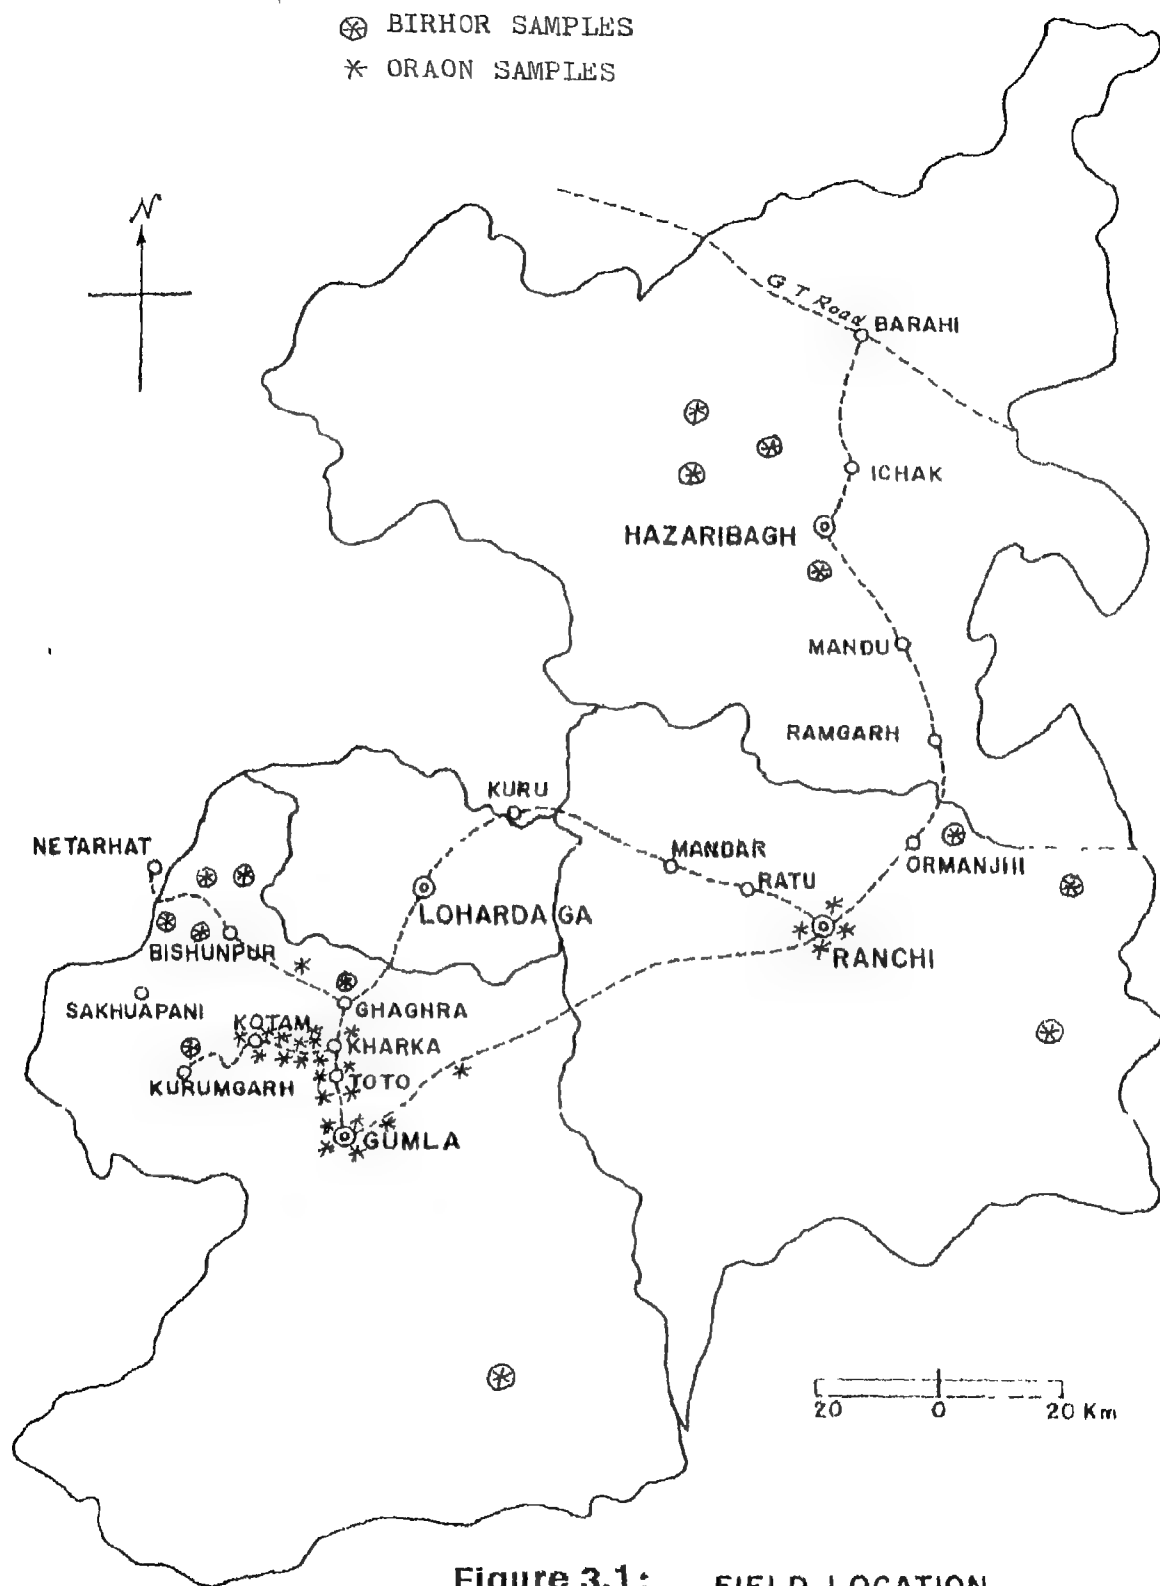 BIRHOR SAMPLES
ORAON SAMPLES
N
G T Road
BARAHI
ICHAK
HAZARIBAGH
MANDU
RAMGARH
KURU
NETARHAT
MANDAR
RATU
ORMANJHI
LOHARDAGA
BISHUNPUR
RANCHI
SAKHUAPANI
GHAGHRA
KOTAM
KHARKA
KURUMGARH
TOTO
GUMLA
20 0 20 Km
Figure 3.1: FIELD LOCATION